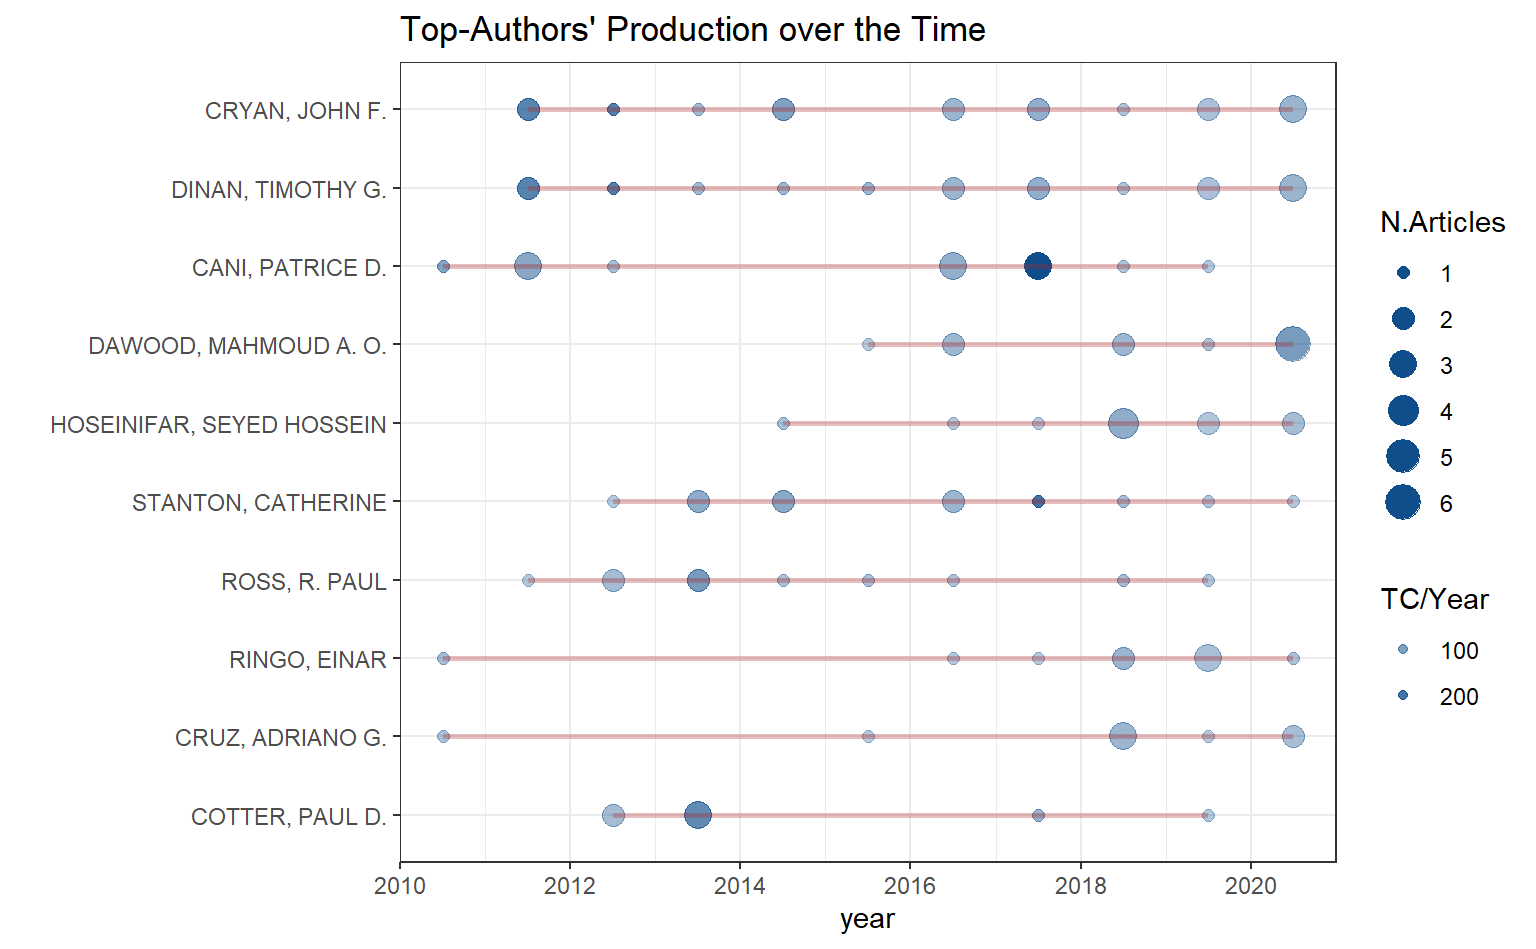 Top-Authors' Production over the Time
CRYAN, JOHN F.
DINAN, TIMOTHY G.
CANI, PATRICE D.
DAWOOD, MAHMOUD A. O.
HOSEINIFAR, SEYED HOSSEIN
STANTON, CATHERINE
ROSS, R. PAUL
RINGO, EINAR
CRUZ, ADRIANO G.
COTTER, PAUL D.
2010 2012 2014 2016 2018 2020
year
N.Articles
1
2
3
4
5
6
TC/Year
100
200